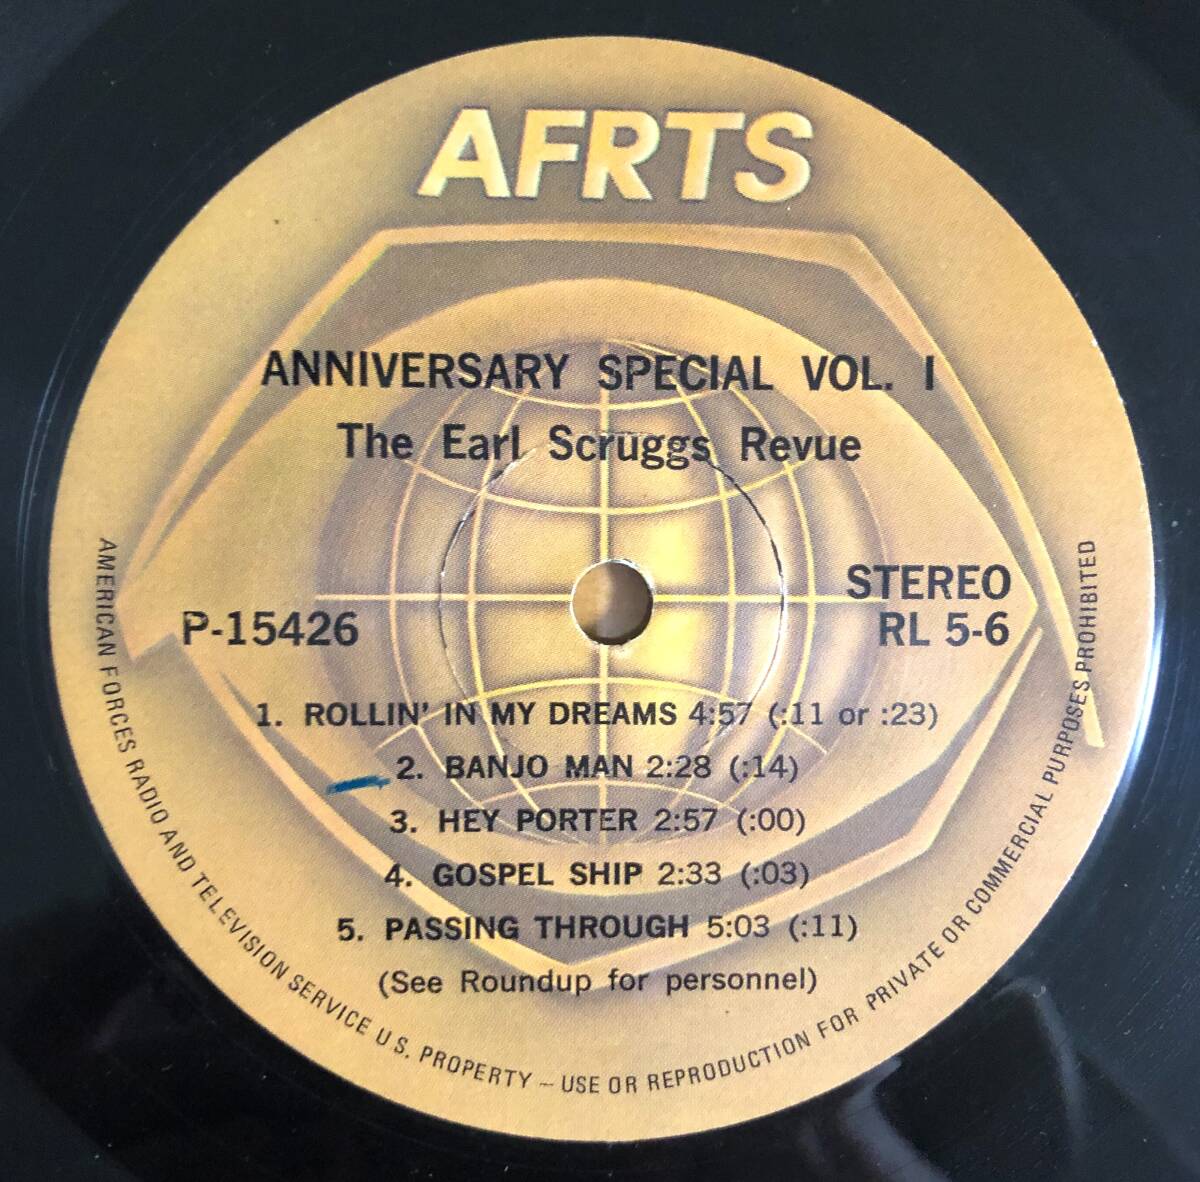 AFRTS
ANNIVERSARY SPECIAL VOL. I
The Earl Scruggs Revue
STEREO
P-15426
RL 5-6
1. ROLLIN' IN MY DREAMS 4:57 (:11 or :23)
2. BANJO MAN 2:28 (:14)
3. HEY PORTER 2:57 (:00)
4. GOSPEL SHIP 2:33 (:03)
5. PASSING THROUGH 5:03 (:11)
(See Roundup for personnel)
AMERICAN FORCES RADIO AND TELEVISION SERVICE U.S. PROPERTY – USE OR REPRODUCTION FOR PRIVATE OR COMMERCIAL PURPOSES PROHIBITED